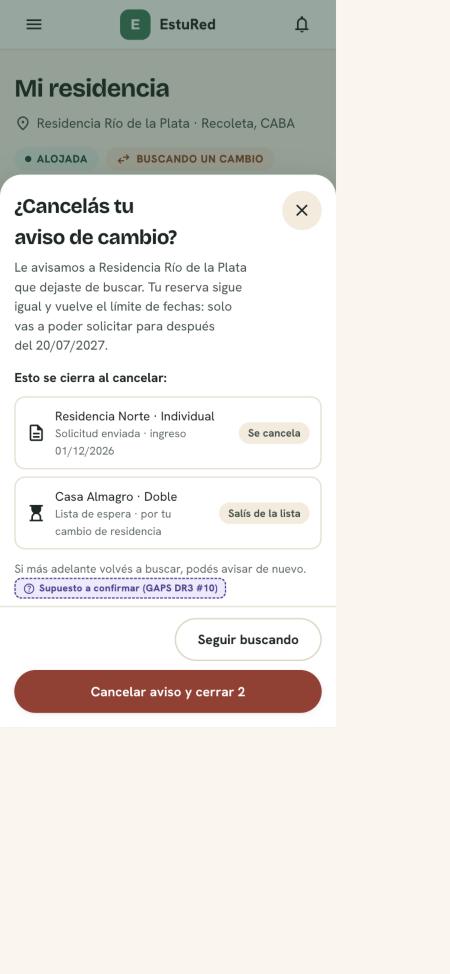 E EstuRed
Mi residencia
Residencia Río de la Plata · Recoleta, CABA
ALOJADA
BUSCANDO UN CAMBIO
¿Cancelás tu
aviso de cambio?
Le avisamos a Residencia Río de la Plata
que dejaste de buscar. Tu reserva sigue
igual y vuelve el límite de fechas: solo
vas a poder solicitar para después
del 20/07/2027.
Esto se cierra al cancelar:
Residencia Norte · Individual
Solicitud enviada · ingreso
01/12/2026
Se cancela
Casa Almagro · Doble
Lista de espera · por tu
cambio de residencia
Salís de la lista
Si más adelante volvés a buscar, podés avisar de nuevo.
Supuesto a confirmar (GAPS DR3 #10)
Seguir buscando
Cancelar aviso y cerrar 2